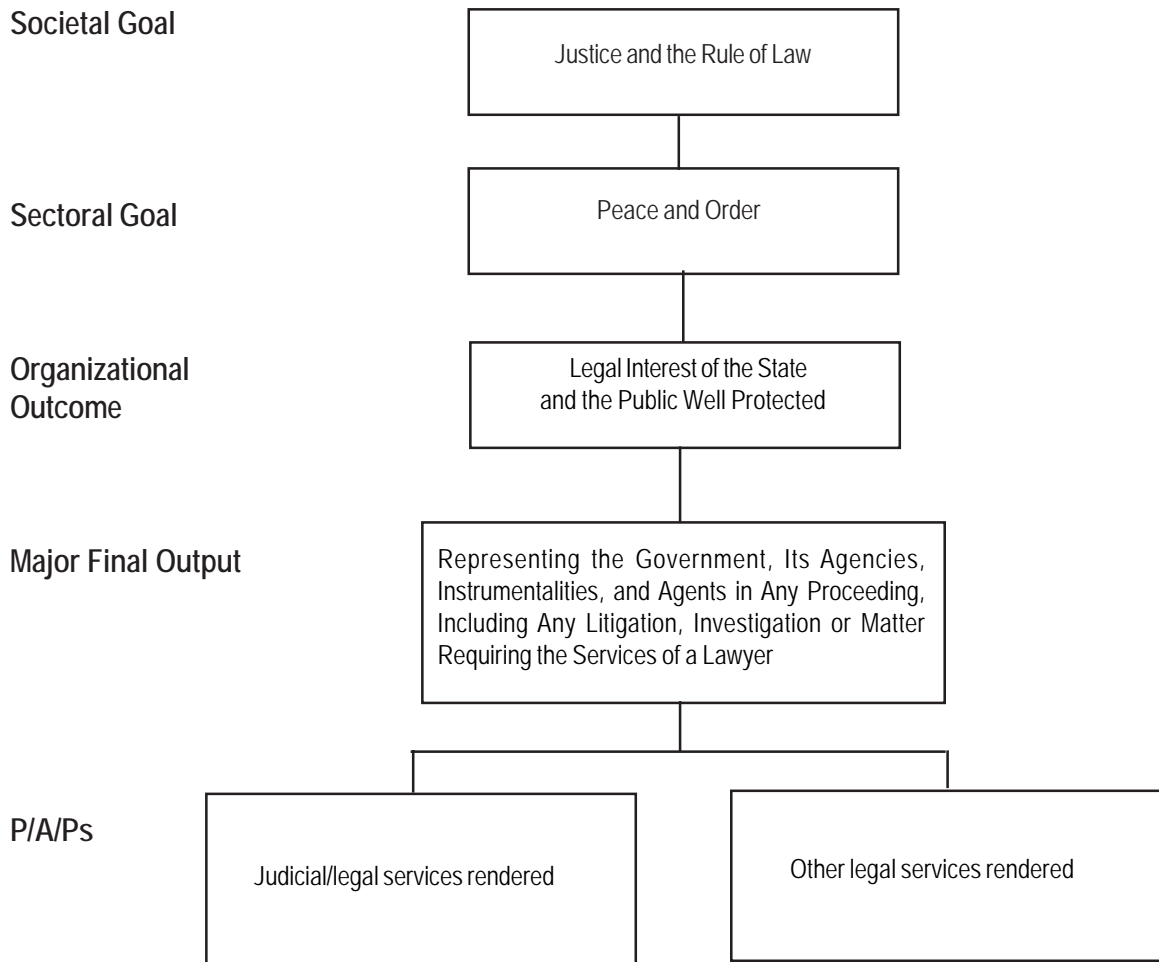 Societal Goal
Justice and the Rule of Law
Sectoral Goal
Peace and Order
Organizational
Outcome
Legal Interest of the State
and the Public Well Protected
Major Final Output
Representing the Government, Its Agencies,
Instrumentalities, and Agents in Any Proceeding,
Including Any Litigation, Investigation or Matter
Requiring the Services of a Lawyer
P/A/Ps
Judicial/legal services rendered
Other legal services rendered